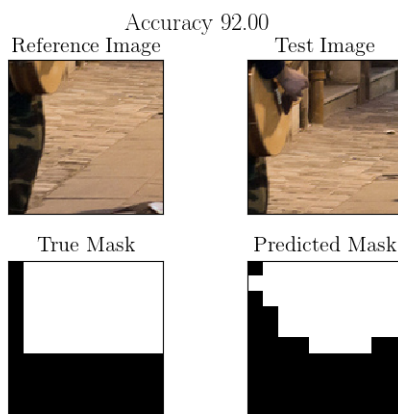 Accuracy 92.00
Reference Image
Test Image
True Mask
Predicted Mask